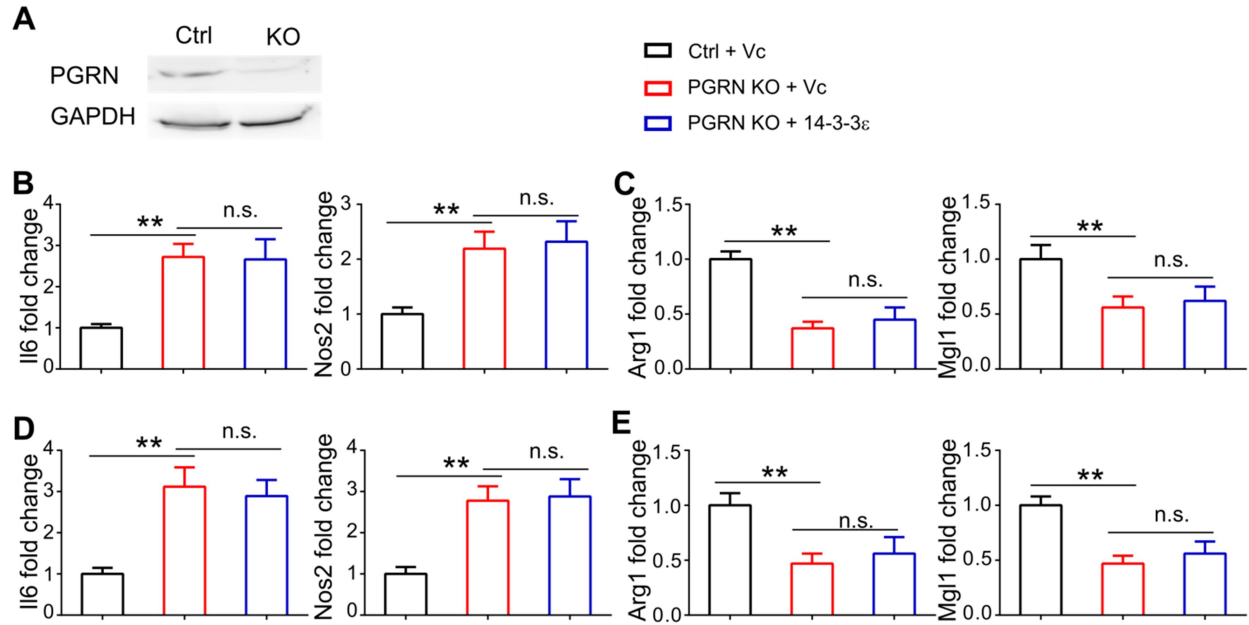 A
Ctrl KO
PGRN
GAPDH
Ctrl + Vc
PGRN KO + Vc
PGRN KO + 14-3-3ε
B
Il6 fold change
4
3
2
1
0
**
n.s.
Nos2 fold change
3
2
1
0
**
n.s.
C
Arg1 fold change
1.5
1.0
0.5
0.0
**
n.s.
Mgl1 fold change
1.5
1.0
0.5
0.0
**
n.s.
D
Il6 fold change
4
3
2
1
0
**
n.s.
Nos2 fold change
4
3
2
1
0
**
n.s.
E
Arg1 fold change
1.5
1.0
0.5
0.0
**
n.s.
Mgl1 fold change
1.5
1.0
0.5
0.0
**
n.s.